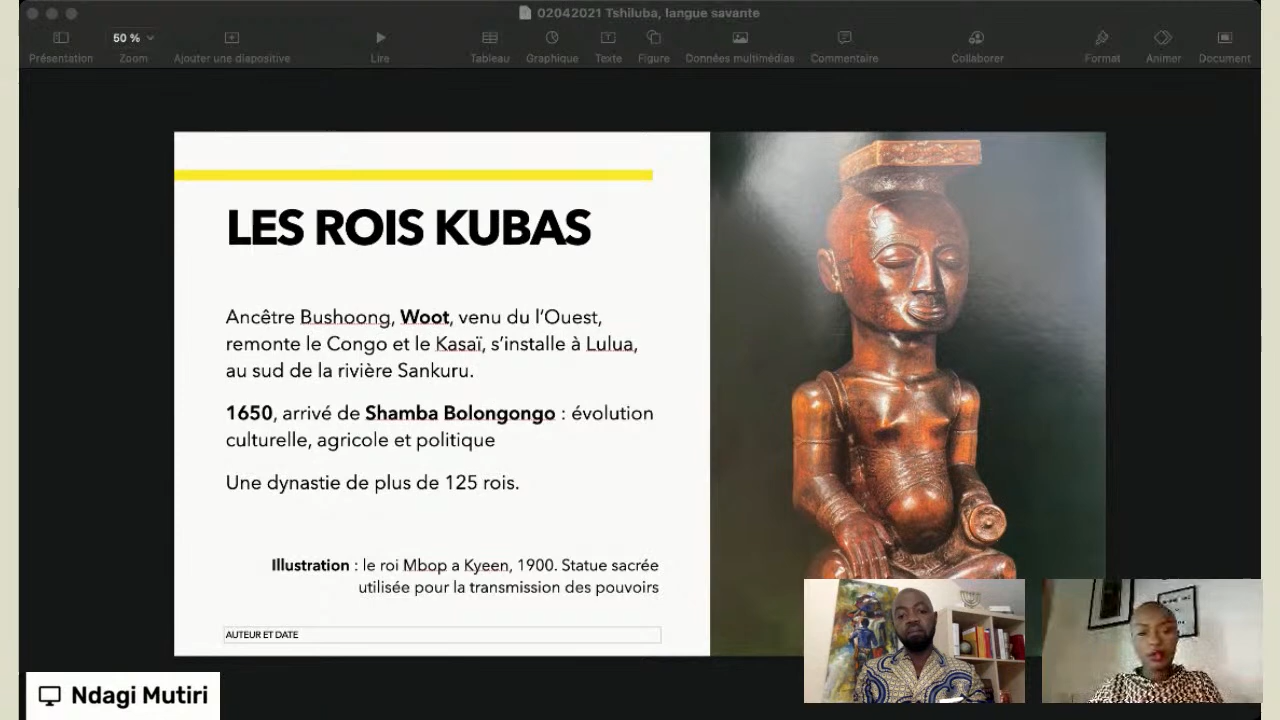 02042021 Tshiluba, langue savante
50 %
Présentation Zoom Ajouter une diapositive Lire Tableau Graphique Texte Figure Données multimédias Commentaire Collaborer Format Animer Document
LES ROIS KUBAS
Ancêtre Bushoong, Woot, venu du l’Ouest,
remonte le Congo et le Kasaï, s’installe à Lulua,
au sud de la rivière Sankuru.
1650, arrivé de Shamba Bolongongo : évolution
culturelle, agricole et politique
Une dynastie de plus de 125 rois.
Illustration : le roi Mbop a Kyeen, 1900. Statue sacrée
utilisée pour la transmission des pouvoirs
AUTEUR ET DATE
Ndagi Mutiri